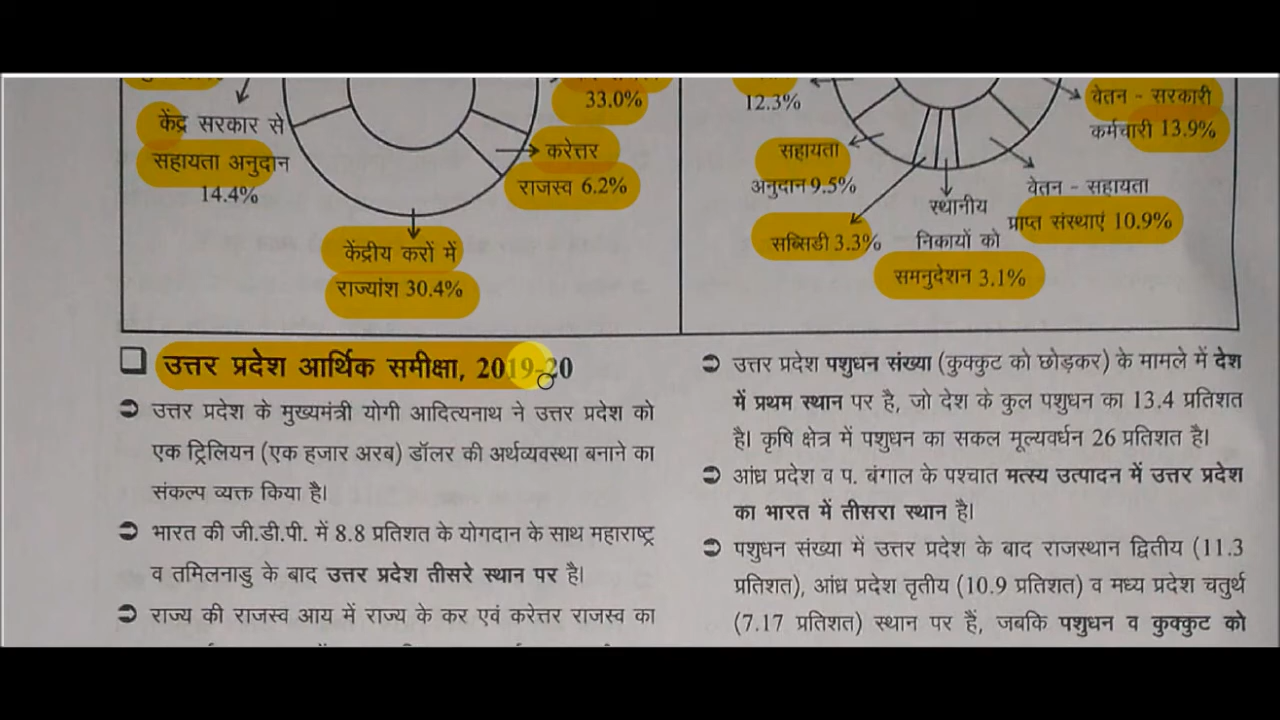 33.0%
केंद्र सरकार से
सहायता अनुदान
14.4%
करेत्तर
राजस्व 6.2%
केंद्रीय करों में
राज्यांश 30.4%
12.3%
सहायता
अनुदान 9.5%
सब्सिडी 3.3%
स्थानीय
निकायों को
समनुदेशन 3.1%
वेतन - सरकारी
कर्मचारी 13.9%
वेतन - सहायता
प्राप्त संस्थाएं 10.9%
उत्तर प्रदेश आर्थिक समीक्षा, 2019-20
उत्तर प्रदेश के मुख्यमंत्री योगी आदित्यनाथ ने उत्तर प्रदेश को
एक ट्रिलियन (एक हजार अरब) डॉलर की अर्थव्यवस्था बनाने का
संकल्प व्यक्त किया है।
भारत की जी.डी.पी. में 8.8 प्रतिशत के योगदान के साथ महाराष्ट्र
व तमिलनाडु के बाद उत्तर प्रदेश तीसरे स्थान पर है।
राज्य की राजस्व आय में राज्य के कर एवं करेत्तर राजस्व का
उत्तर प्रदेश पशुधन संख्या (कुक्कुट को छोड़कर) के मामले में देश
में प्रथम स्थान पर है, जो देश के कुल पशुधन का 13.4 प्रतिशत
है। कृषि क्षेत्र में पशुधन का सकल मूल्यवर्धन 26 प्रतिशत है।
आंध्र प्रदेश व प. बंगाल के पश्चात मत्स्य उत्पादन में उत्तर प्रदेश
का भारत में तीसरा स्थान है।
पशुधन संख्या में उत्तर प्रदेश के बाद राजस्थान द्वितीय (11.3
प्रतिशत), आंध्र प्रदेश तृतीय (10.9 प्रतिशत) व मध्य प्रदेश चतुर्थ
(7.17 प्रतिशत) स्थान पर हैं, जबकि पशुधन व कुक्कुट को